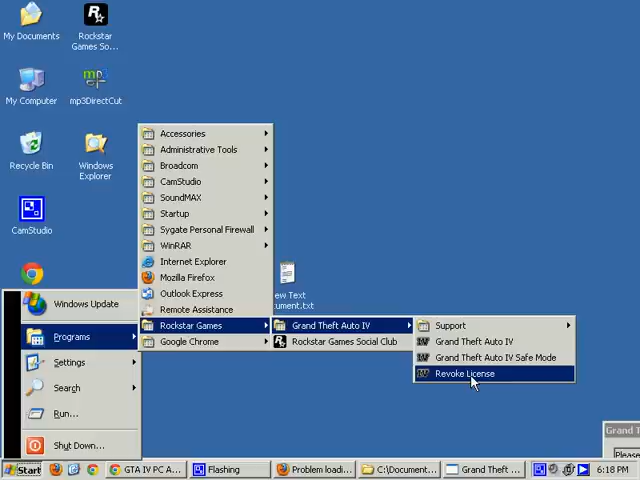 My Documents
Rockstar
Games So...
My Computer
mp3DirectCut
Recycle Bin
Windows
Explorer
CamStudio
Accessories
Administrative Tools
Broadcom
CamStudio
SoundMAX
Startup
Sygate Personal Firewall
WinRAR
Internet Explorer
Mozilla Firefox
Outlook Express
Remote Assistance
Rockstar Games
Google Chrome
ew Text
cument.txt
Grand Theft Auto IV
Rockstar Games Social Club
Support
Grand Theft Auto IV
Grand Theft Auto IV Safe Mode
Revoke License
Windows Update
Programs
Settings
Search
Run...
Shut Down...
Grand T
Please
Start
GTA IV PC A...
Flashing
Problem loadi...
C:\Document...
Grand Theft ...
6:18 PM